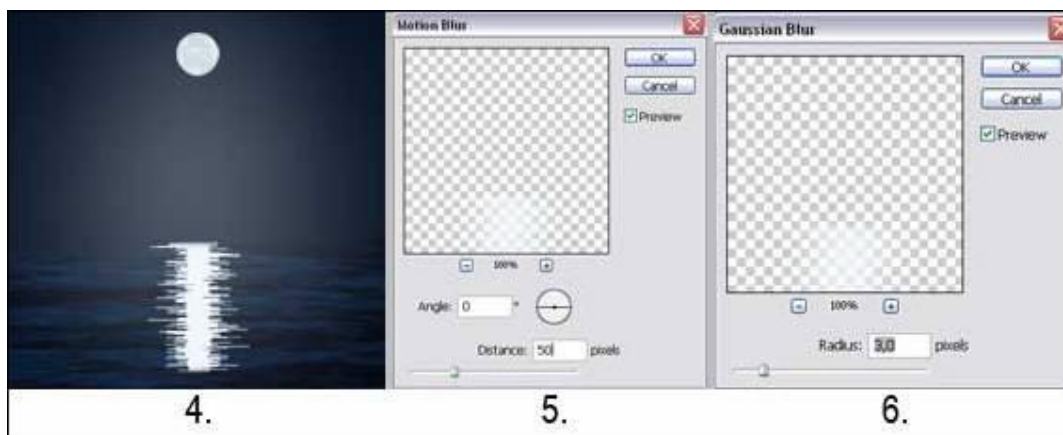 Motion Blur
OK
Cancel
Preview
100%
Angle: 0 °
Distance: 50 pixels
Gaussian Blur
OK
Cancel
Preview
100%
Radius: 3,0 pixels
4.
5.
6.